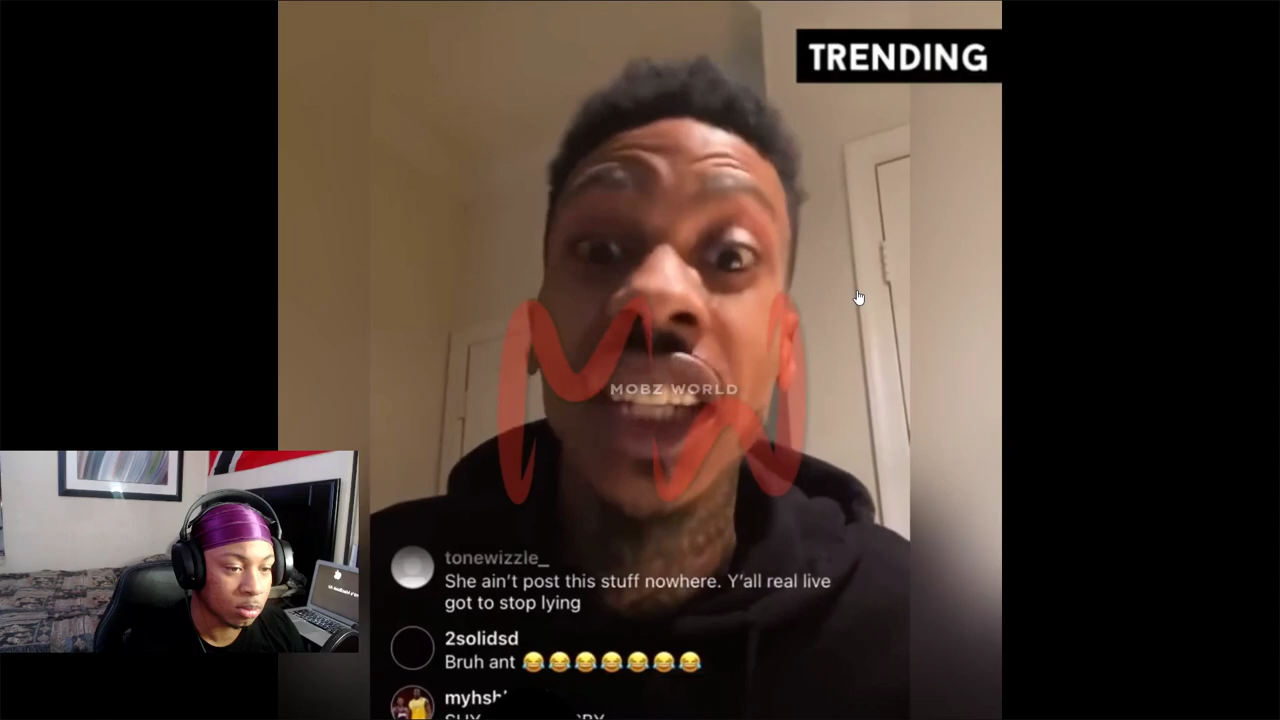 TRENDING
MOBZ WORLD
tonewizzle_
She ain't post this stuff nowhere. Y'all real live
got to stop lying
2solidsd
Bruh ant 😂😂😂😂😂😂😂